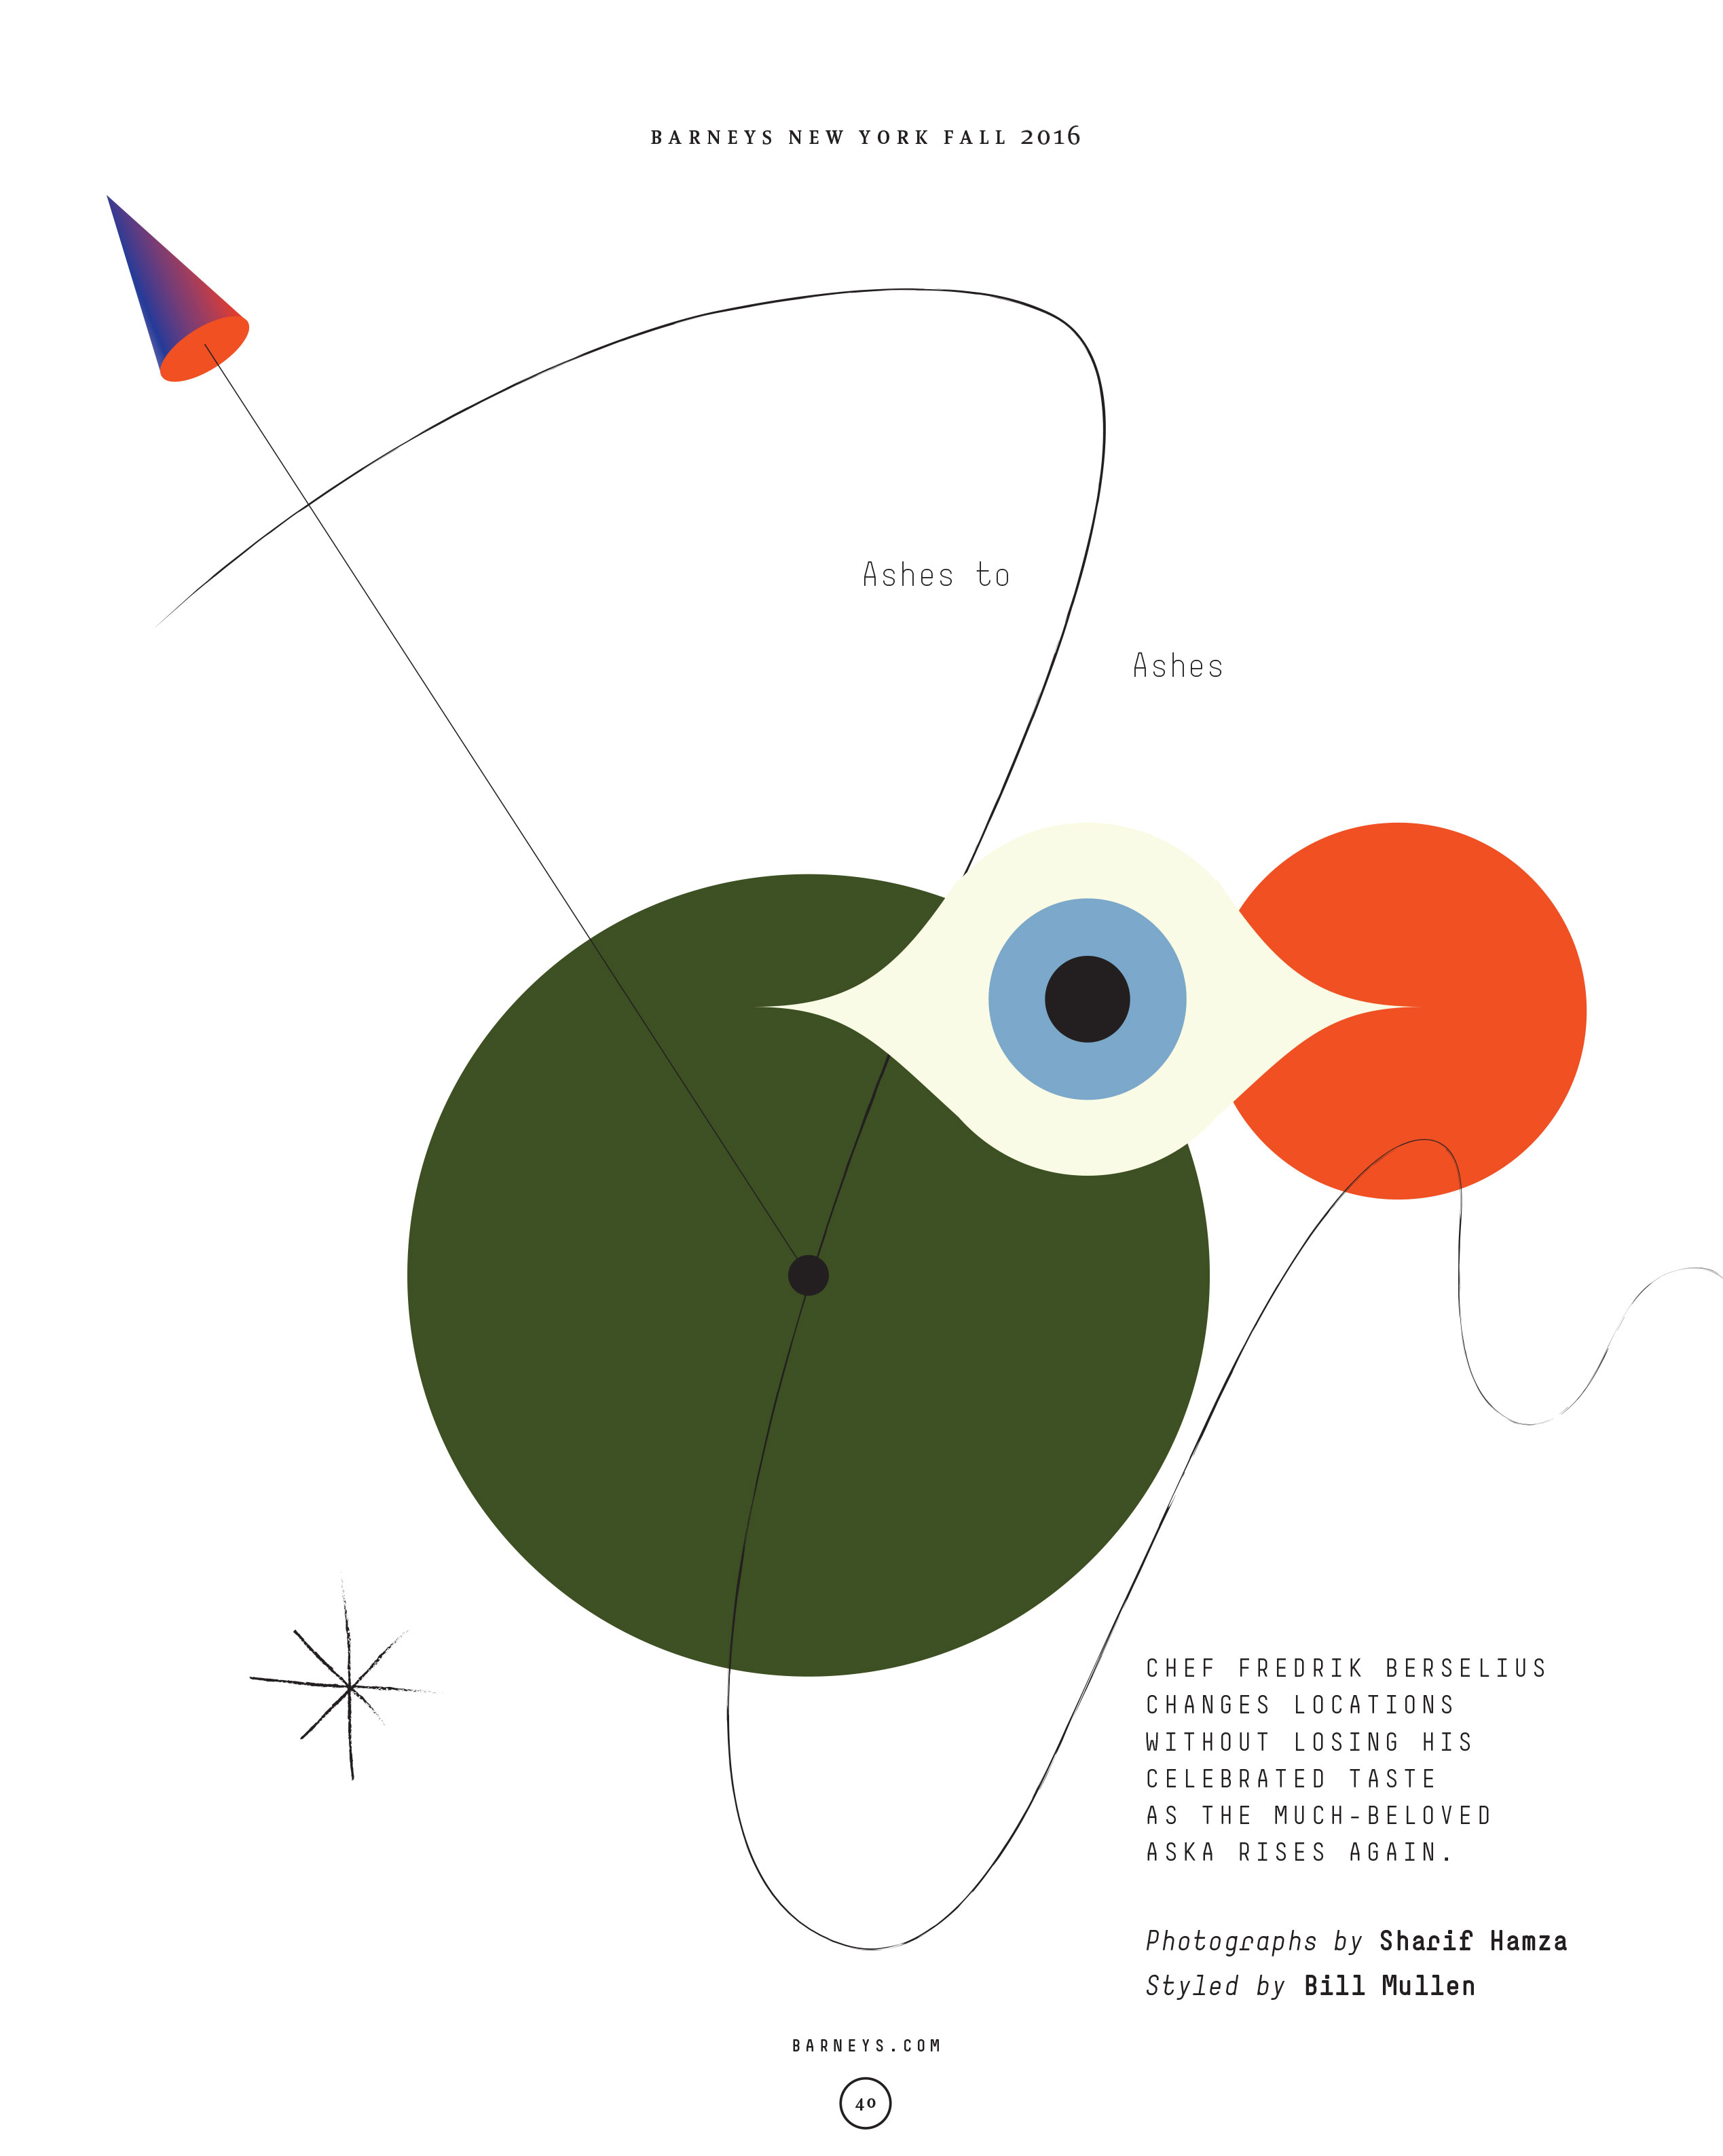 BARNEYS NEW YORK FALL 2016
Ashes to
Ashes
CHEF FREDRIK BERSELIUS
CHANGES LOCATIONS
WITHOUT LOSING HIS
CELEBRATED TASTE
AS THE MUCH-BELOVED
ASKA RISES AGAIN.
Photographs by Sharif Hamza
Styled by Bill Mullen
BARNEYS.COM
40